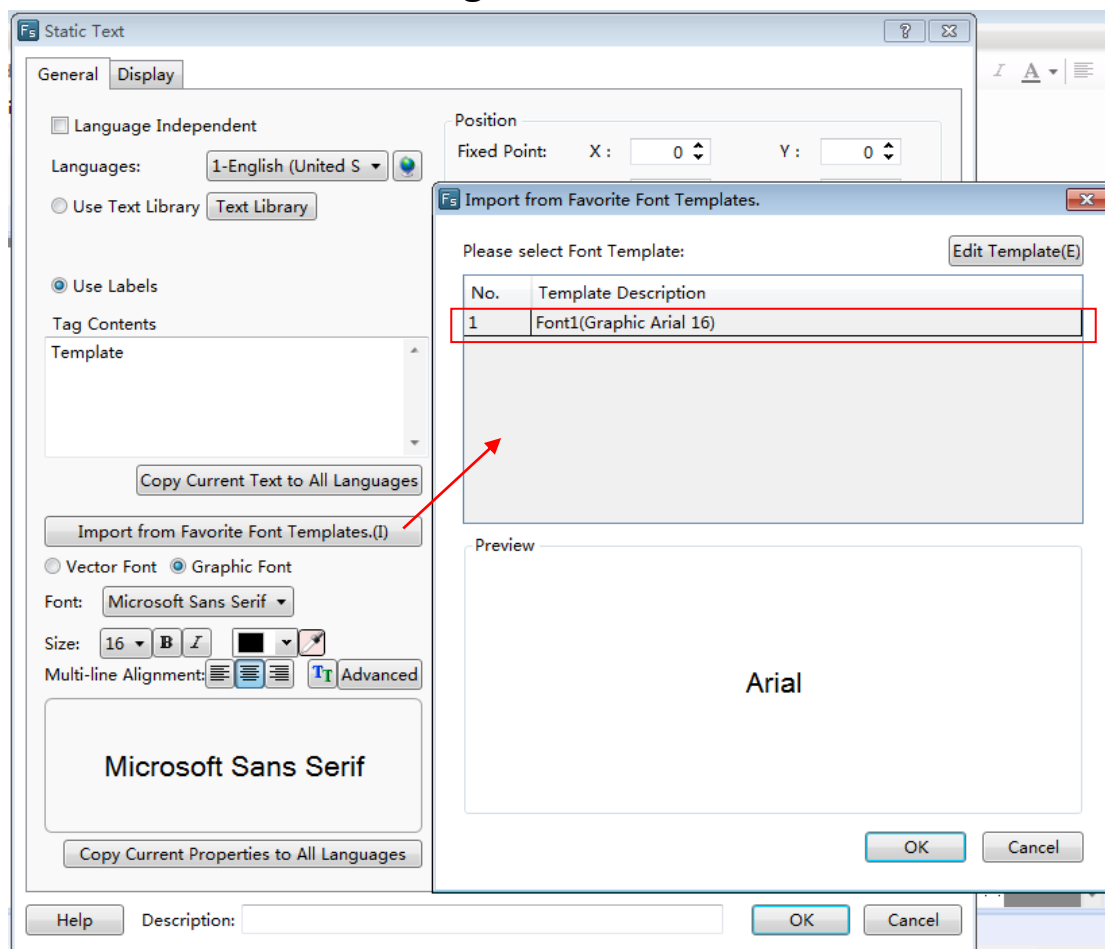 Fs Static Text
General Display
I A
Language Independent
Position
Fixed Point: X : 0 Y : 0
Languages: 1-English (United S
Use Text Library Text Library
Fs Import from Favorite Font Templates.
Please select Font Template: Edit Template(E)
Use Labels
No. Template Description
Tag Contents
1 Font1(Graphic Arial 16)
Template
Copy Current Text to All Languages
Import from Favorite Font Templates.(I)
Preview
Vector Font Graphic Font
Font: Microsoft Sans Serif
Size: 16 B I
Multi-line Alignment: TT Advanced
Arial
Microsoft Sans Serif
OK Cancel
Copy Current Properties to All Languages
Help Description: OK Cancel